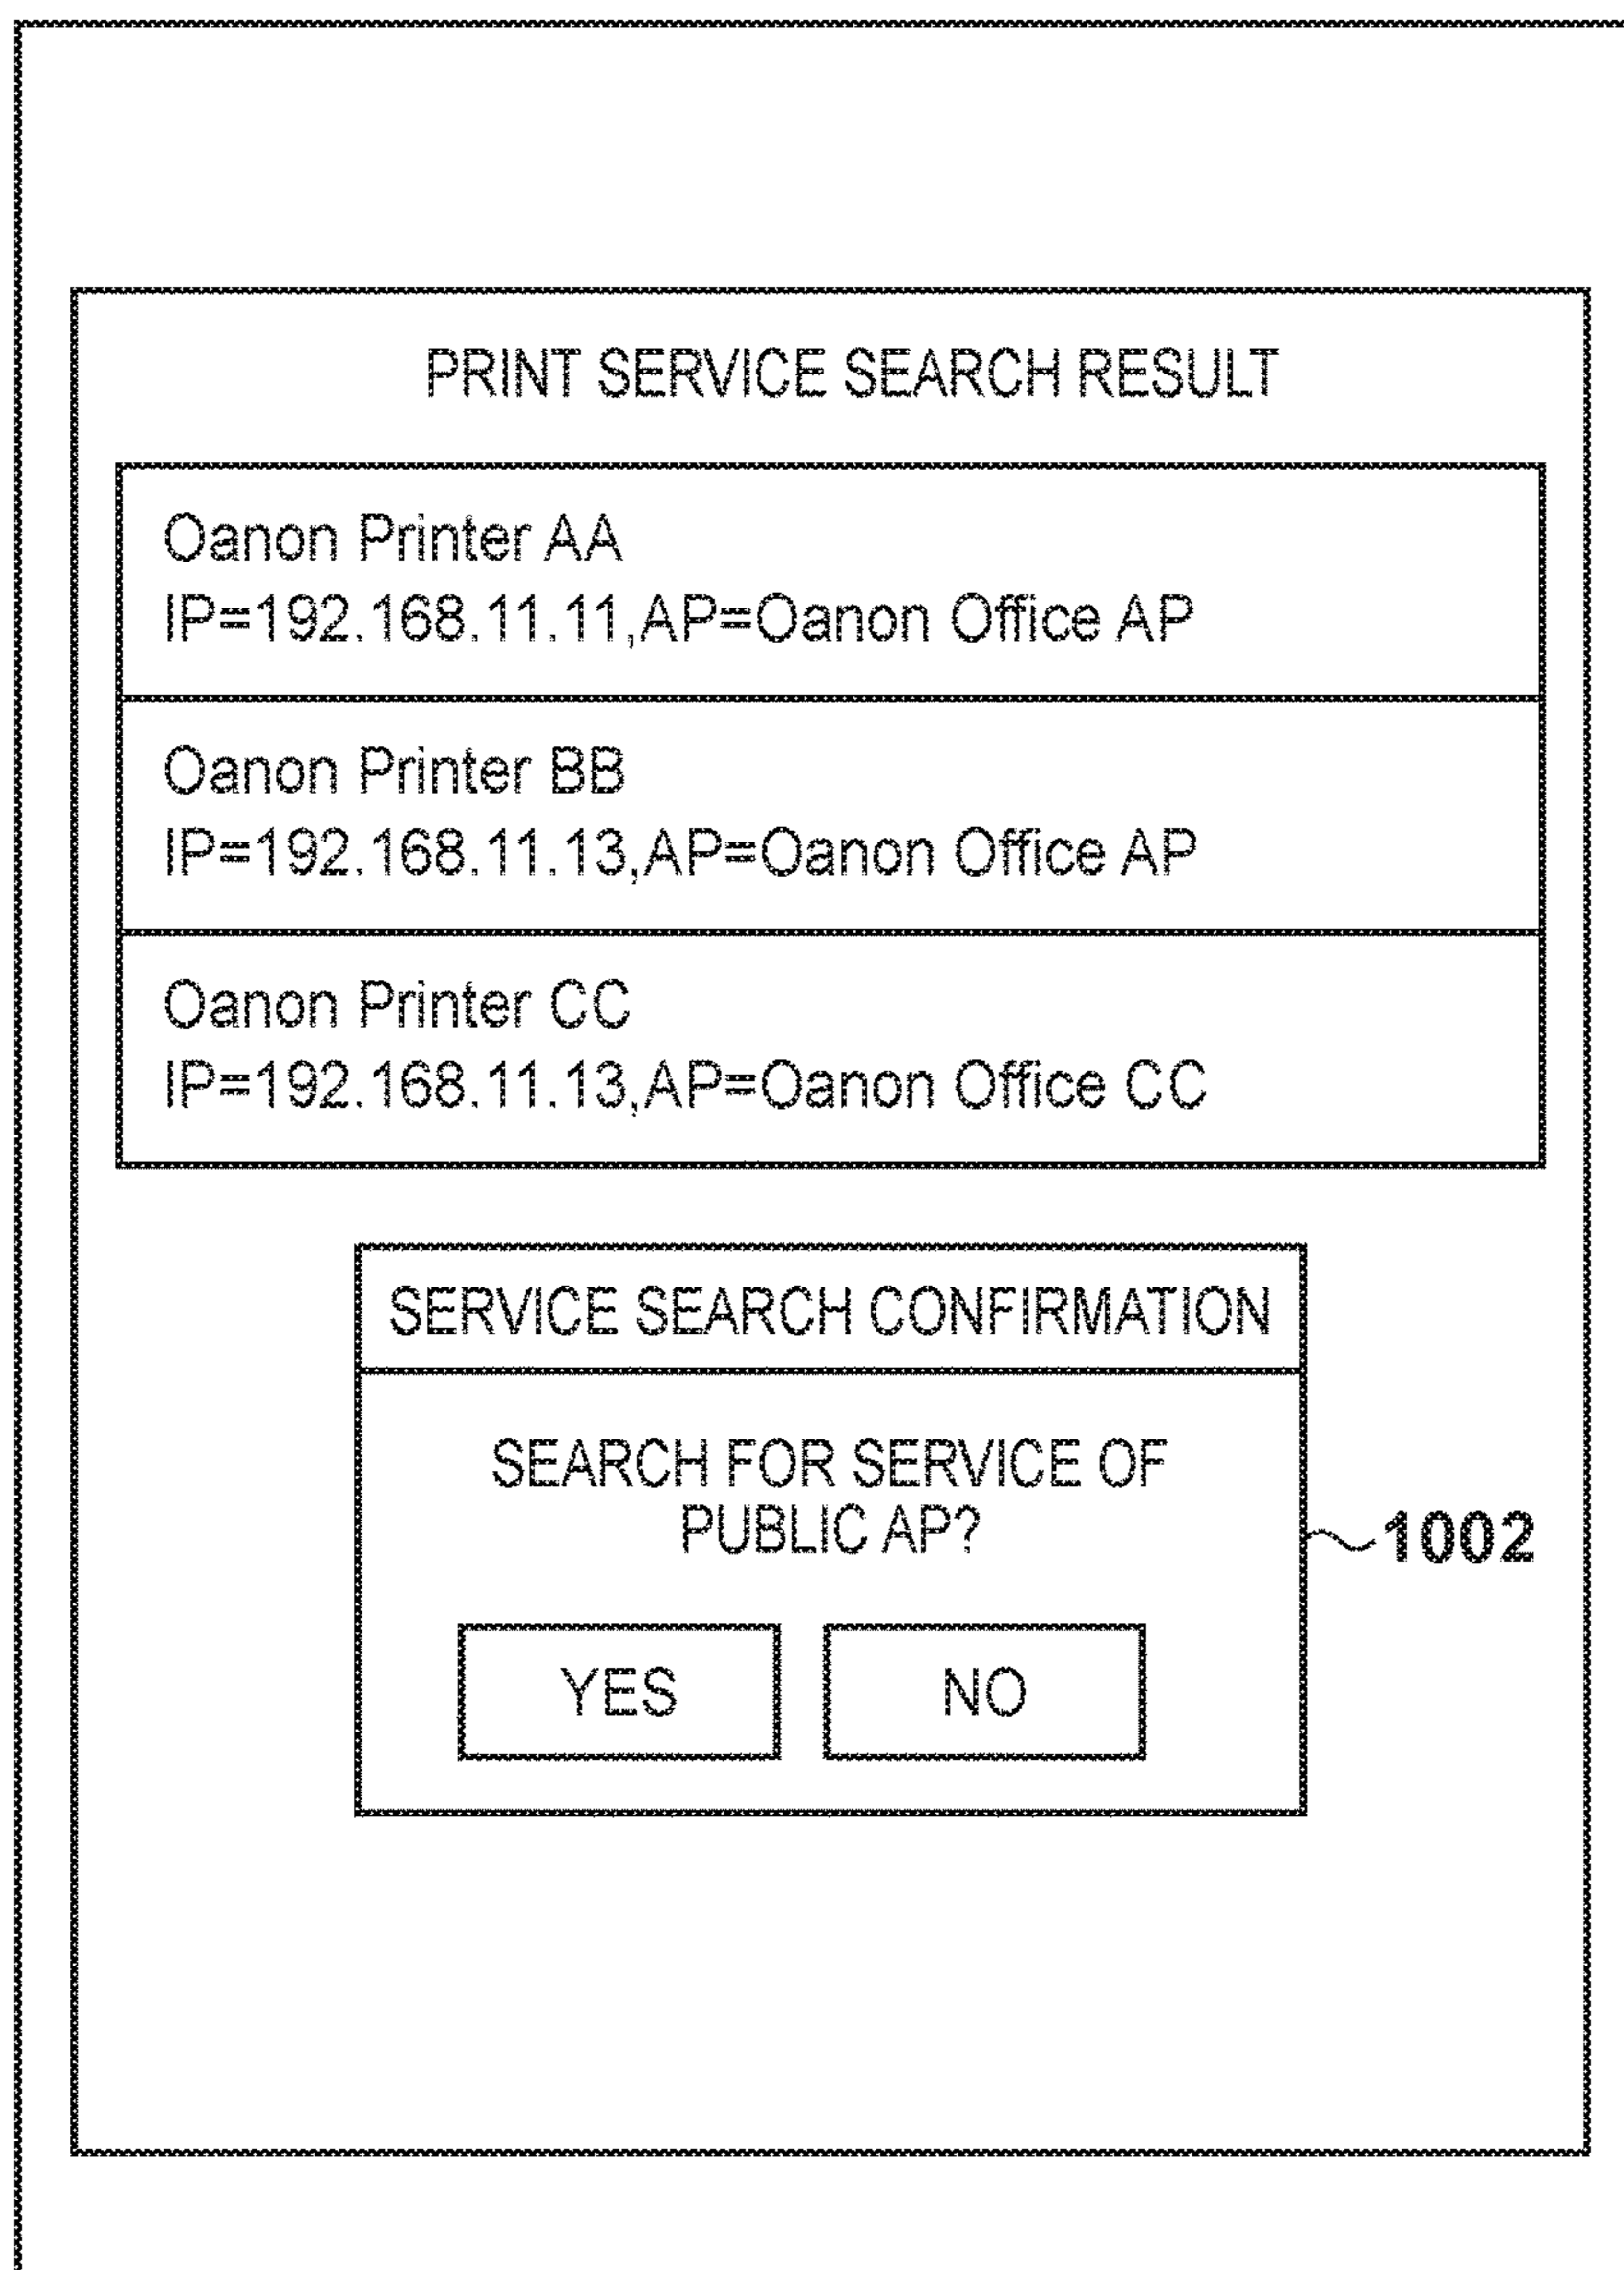 PRINT SERVICE SEARCH RESULT
Oanon Printer AA
IP=192.168.11.11,AP=Oanon Office AP
Oanon Printer BB
IP=192.168.11.13,AP=Oanon Office AP
Oanon Printer CC
IP=192.168.11.13,AP=Oanon Office CC
SERVICE SEARCH CONFIRMATION
SEARCH FOR SERVICE OF
PUBLIC AP?
1002
YES NO